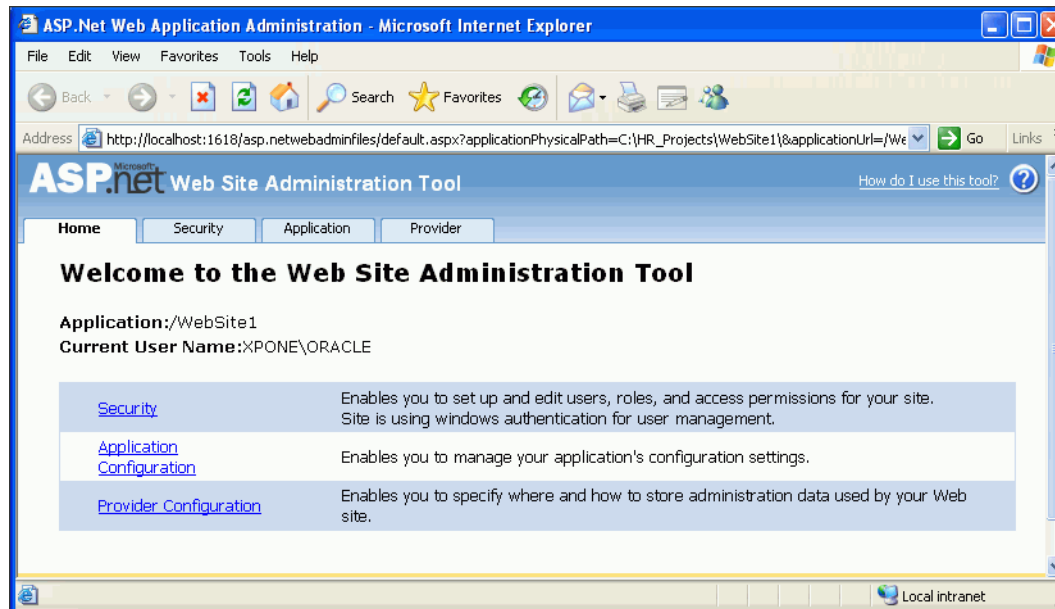 ASP.Net Web Application Administration - Microsoft Internet Explorer
File Edit View Favorites Tools Help
Back Search Favorites
Address http://localhost:1618/asp.netwebadminfiles/default.aspx?applicationPhysicalPath=C:\HR_Projects\WebSite1\&applicationUrl=/We Go Links
Microsoft
ASP.net Web Site Administration Tool How do I use this tool? ?
Home Security Application Provider
Welcome to the Web Site Administration Tool
Application:/WebSite1
Current User Name:XPONE\ORACLE
Security Enables you to set up and edit users, roles, and access permissions for your site.
Site is using windows authentication for user management.
Application
Configuration Enables you to manage your application's configuration settings.
Provider Configuration Enables you to specify where and how to store administration data used by your Web
site.
Local intranet